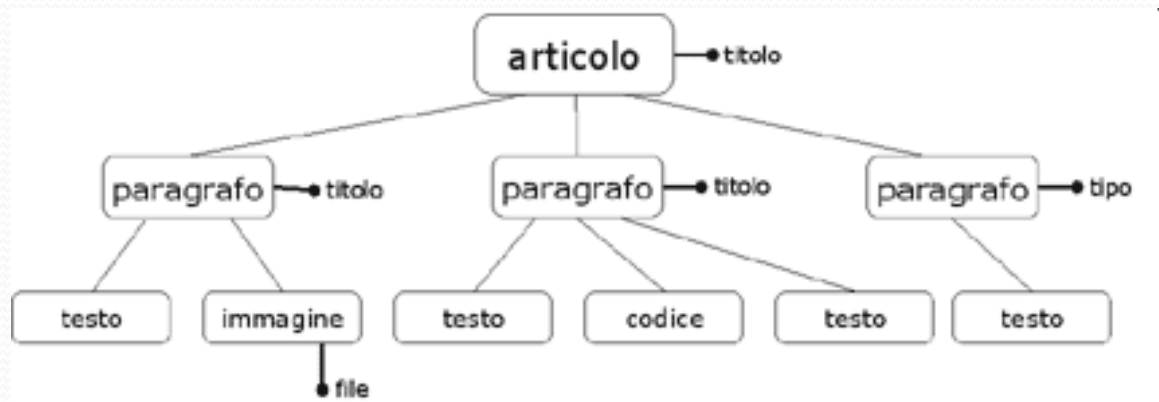 articolo titolo
paragrafo titolo paragrafo titolo paragrafo tipo
testo immagine testo codice testo testo
file